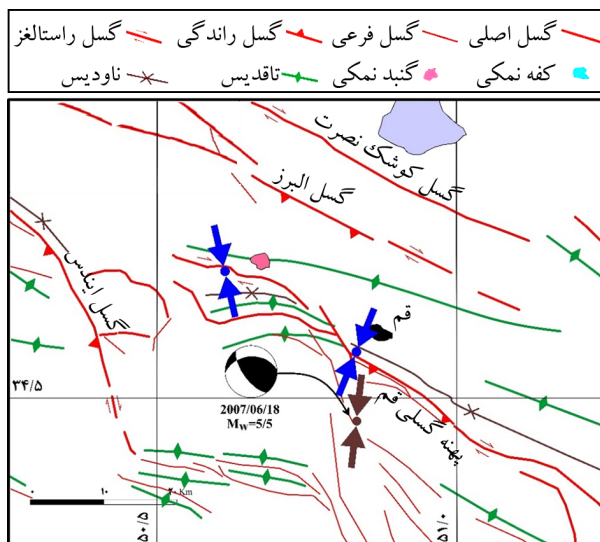 گسل اصلی گسل فرعی گسل راندگی گسل راستالغز
کفه نمکی گنبد نمکی تاقدیس ناودیس
گسل کوشک نصرت
گسل البرز
گسل ایندس
قم
۳۴/۵
2007/06/18
Mw=5/5
پهنه گسلی قم
۰ ۱۰ ۲۰ Km
۵۰/۵ ۵۱/۰